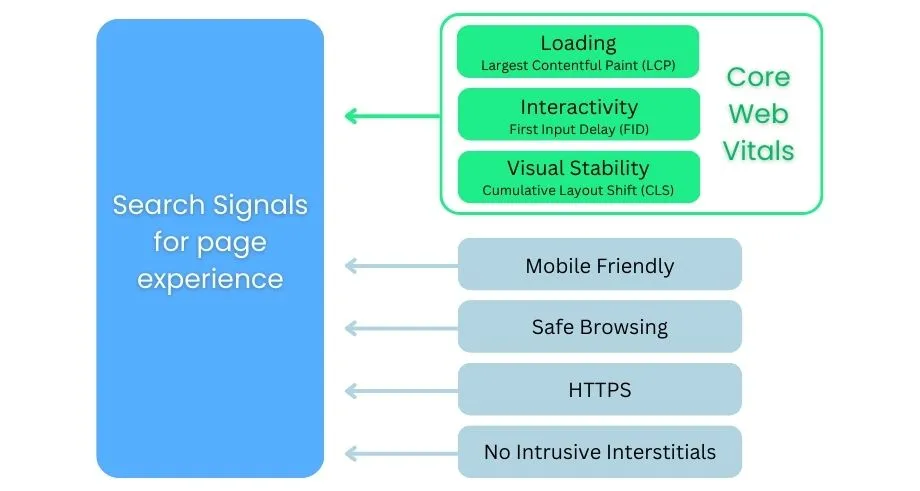 Search Signals
for page
experience
Loading
Largest Contentful Paint (LCP)
Interactivity
First Input Delay (FID)
Visual Stability
Cumulative Layout Shift (CLS)
Core
Web
Vitals
Mobile Friendly
Safe Browsing
HTTPS
No Intrusive Interstitials